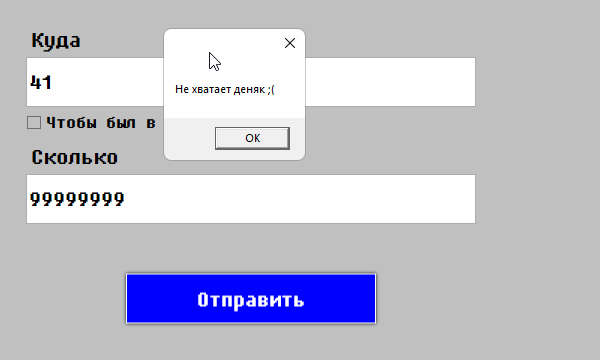 Куда
41
Не хватает деняк ;(
Чтобы был в
OK
Сколько
99999999
Отправить